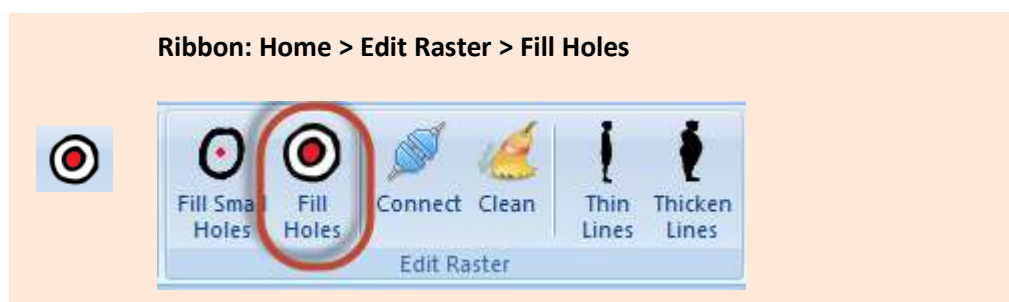 Ribbon: Home > Edit Raster > Fill Holes
Fill Small Fill Connect Clean Thin Thicken
Holes Holes Lines Lines
Edit Raster